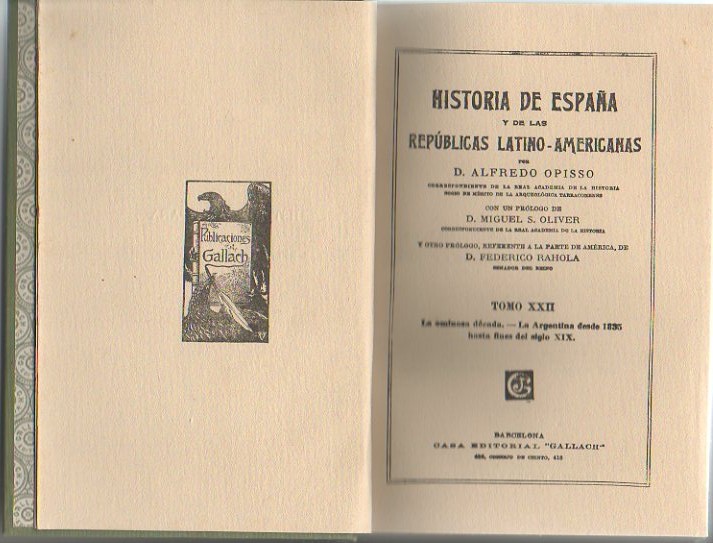 Publicaciones
Gallach
HISTORIA DE ESPAÑA
Y DE LAS
REPÚBLICAS LATINO-AMERICANAS
POR
D. ALFREDO OPISSO
CORRESPONDIENTE DE LA REAL ACADEMIA DE LA HISTORIA
SOCIO DE MÉRITO DE LA ARQUEOLÓGICA TARRACONENSE
CON UN PRÓLOGO DE
D. MIGUEL S. OLIVER
CORRESPONDIENTE DE LA REAL ACADEMIA DE LA HISTORIA
Y OTRO PRÓLOGO, REFERENTE A LA PARTE DE AMÉRICA, DE
D. FEDERICO RAHOLA
SENADOR DEL REINO
TOMO XXII
La ominosa década. — La Argentina desde 1835
hasta fines del siglo XIX.
BARCELONA
CASA EDITORIAL "GALLACH"
CONSEJO DE CIENTO,